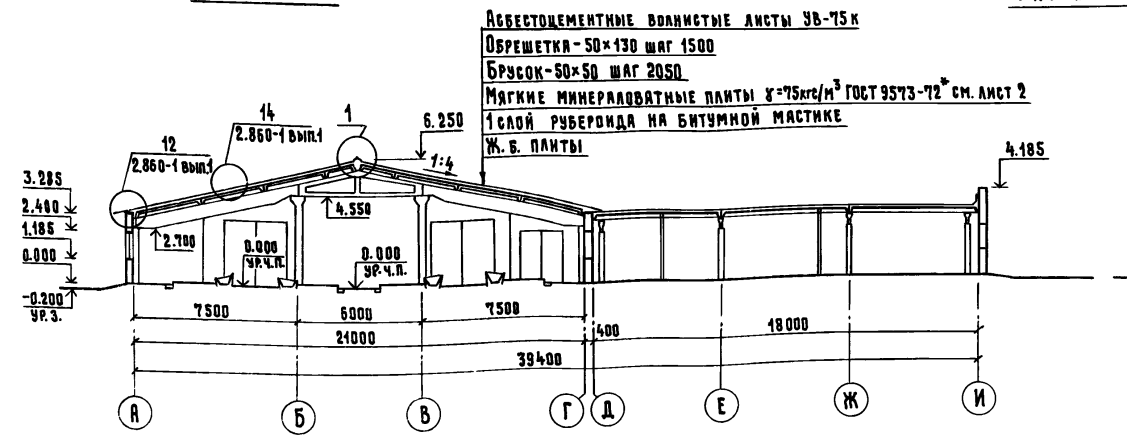 Асбестоцементные волнистые листы УВ-75к
Обрешетка-50×130 шаг 1500
Брусок-50×50 шаг 2050
Мягкие минераловатные плиты γ=75кгс/м³ ГОСТ 9573-72* см. лист 2
1 слой рубероида на битумной мастике
Ж.б. плиты
14
2.860-1 вып.1
1
12
2.860-1 вып.1
6.250
1:4
4.185
3.285
2.480
1.185
0.000
-0.200
ур.з.
2.700
4.550
0.000
ур.ч.п.
0.000
ур.ч.п.
7500
6000
7500
21000
400
18000
39400
А
Б
В
Г
Д
Е
Ж
И